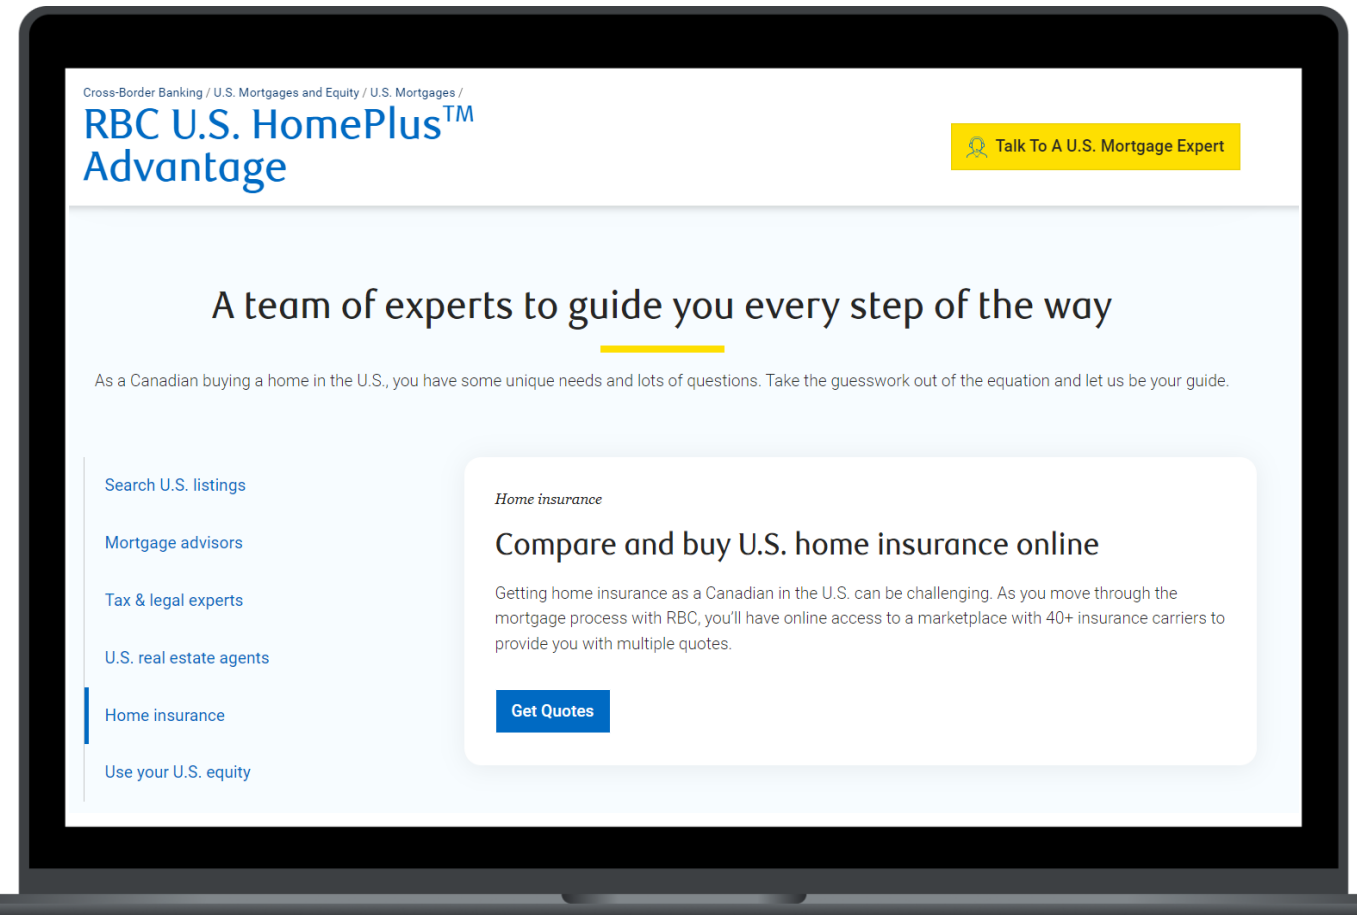 Cross-Border Banking / U.S. Mortgages and Equity / U.S. Mortgages /
RBC U.S. HomePlus™
Advantage
Talk To A U.S. Mortgage Expert
A team of experts to guide you every step of the way
As a Canadian buying a home in the U.S., you have some unique needs and lots of questions. Take the guesswork out of the equation and let us be your guide.
Search U.S. listings
Mortgage advisors
Tax & legal experts
U.S. real estate agents
Home insurance
Use your U.S. equity
Home insurance
Compare and buy U.S. home insurance online
Getting home insurance as a Canadian in the U.S. can be challenging. As you move through the
mortgage process with RBC, you'll have online access to a marketplace with 40+ insurance carriers to
provide you with multiple quotes.
Get Quotes